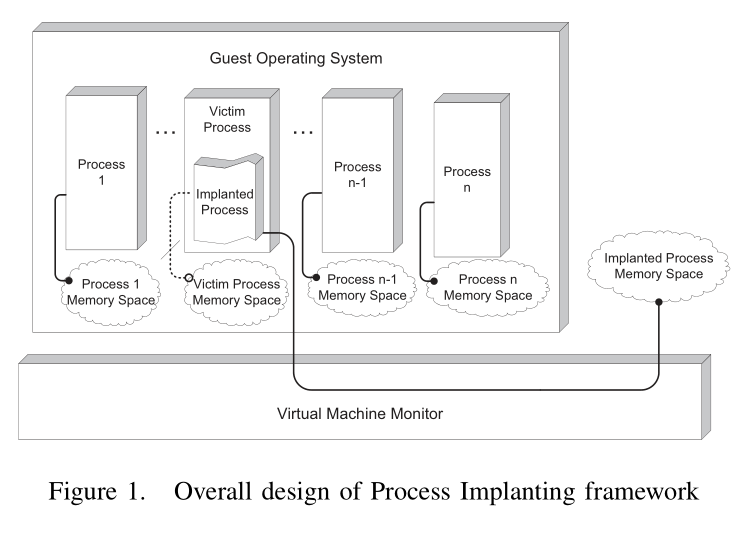 Guest Operating System
Process
1
...
Victim
Process
Implanted
Process
...
Process
n-1
Process
n
Process 1
Memory Space
Victim Process
Memory Space
Process n-1
Memory Space
Process n
Memory Space
Implanted Process
Memory Space
Virtual Machine Monitor
Figure 1. Overall design of Process Implanting framework